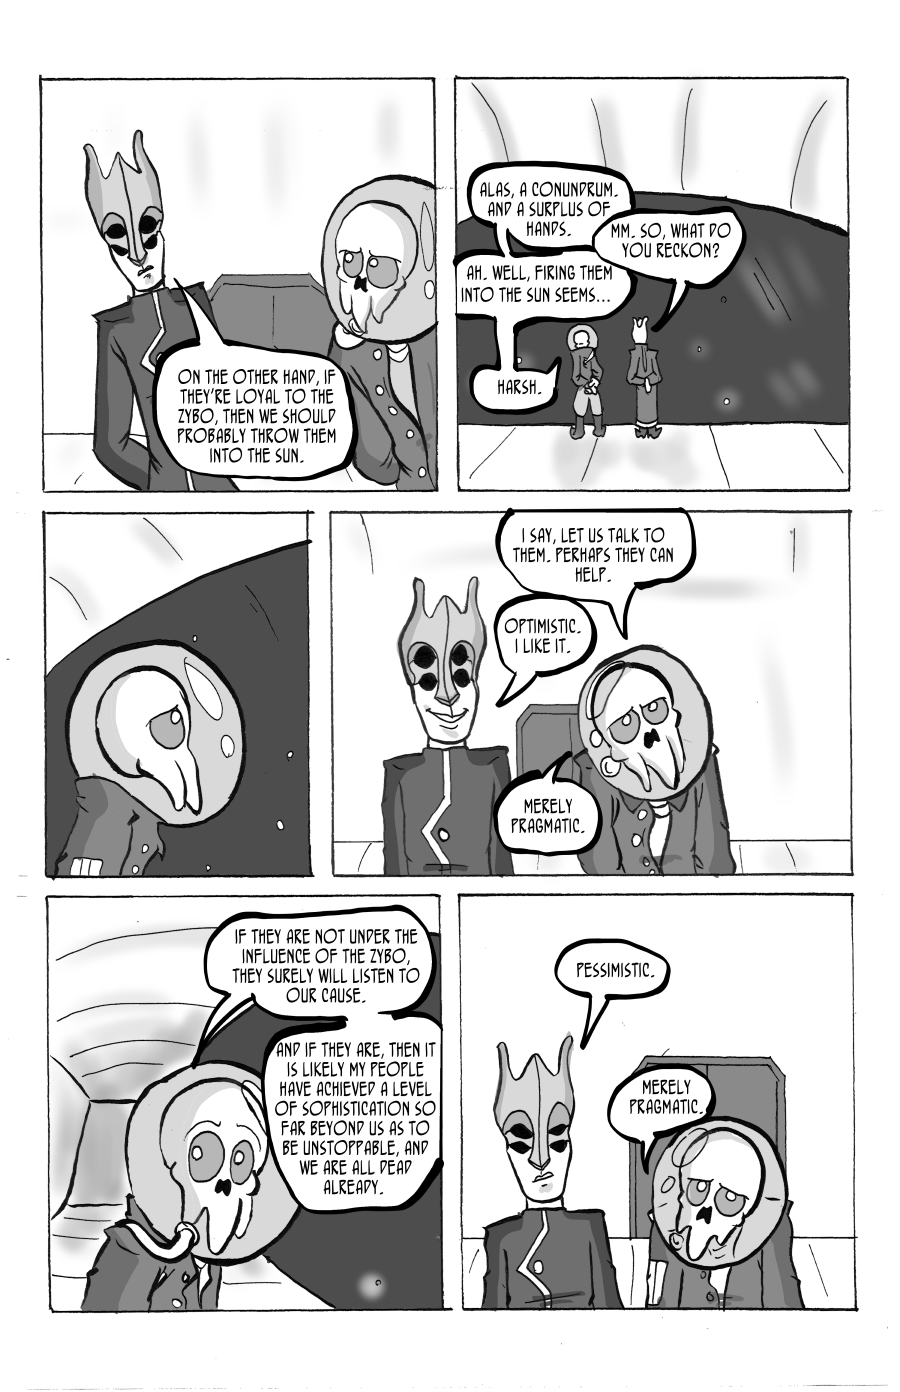 ON THE OTHER HAND, IF
THEY'RE LOYAL TO THE
ZYBO, THEN WE SHOULD
PROBABLY THROW THEM
INTO THE SUN.
ALAS, A CONUNDRUM.
AND A SURPLUS OF
HANDS.
MM. SO, WHAT DO
YOU RECKON?
AH. WELL, FIRING THEM
INTO THE SUN SEEMS...
HARSH.
I SAY, LET US TALK TO
THEM. PERHAPS THEY CAN
HELP.
OPTIMISTIC.
I LIKE IT.
MERELY
PRAGMATIC.
IF THEY ARE NOT UNDER THE
INFLUENCE OF THE ZYBO,
THEY SURELY WILL LISTEN TO
OUR CAUSE.
AND IF THEY ARE, THEN IT
IS LIKELY MY PEOPLE
HAVE ACHIEVED A LEVEL
OF SOPHISTICATION SO
FAR BEYOND US AS TO
BE UNSTOPPABLE, AND
WE ARE ALL DEAD
ALREADY.
PESSIMISTIC.
MERELY
PRAGMATIC.